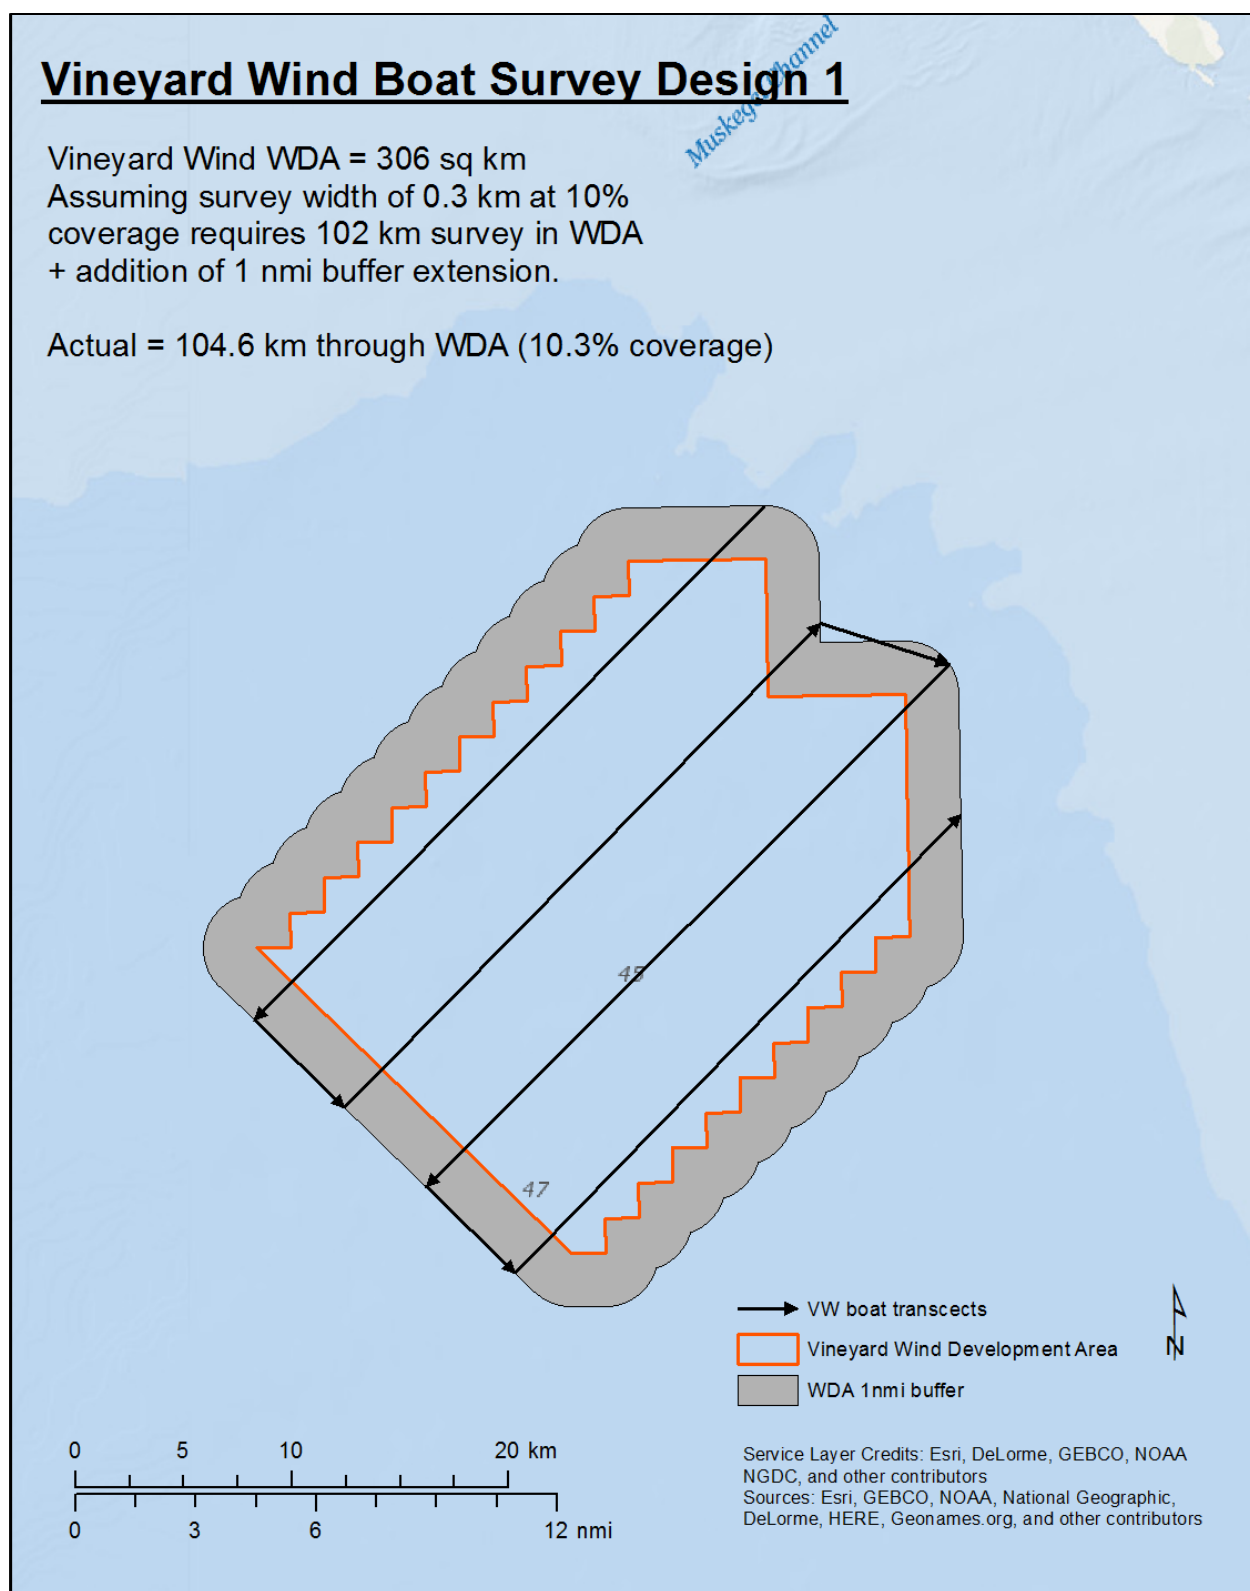 Vineyard Wind Boat Survey Design 1
Muskeget Channel
Vineyard Wind WDA = 306 sq km
Assuming survey width of 0.3 km at 10%
coverage requires 102 km survey in WDA
+ addition of 1 nmi buffer extension.
Actual = 104.6 km through WDA (10.3% coverage)
45
47
VW boat transcects
Vineyard Wind Development Area
WDA 1nmi buffer
N
0 5 10 20 km
0 3 6 12 nmi
Service Layer Credits: Esri, DeLorme, GEBCO, NOAA
NGDC, and other contributors
Sources: Esri, GEBCO, NOAA, National Geographic,
DeLorme, HERE, Geonames.org, and other contributors